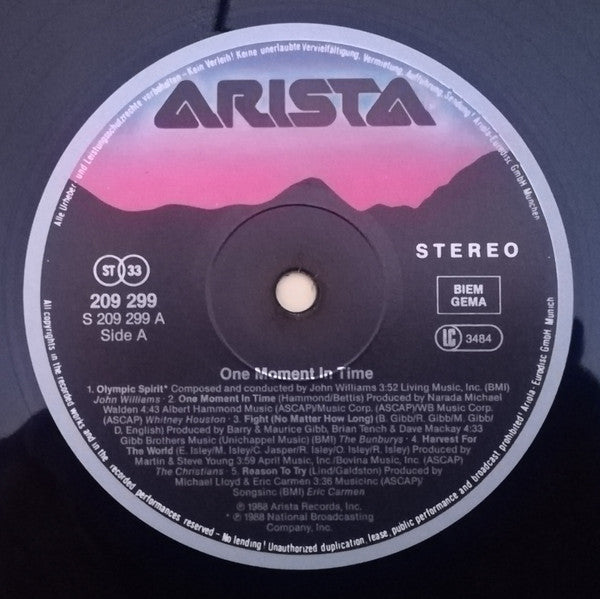 Alle Urheber- und Leistungsschutzrechte vorbehalten - Kein Verleih! Keine unerlaubte Vervielfältigung, Vermietung, Aufführung, Sendung! Ariola-Eurodisc GmbH München
ARISTA
STEREO
ST 33
209 299
S 209 299 A
Side A
BIEM
GEMA
LC 3484
One Moment In Time
1. Olympic Spirit* Composed and conducted by John Williams 3:52 Living Music, Inc. (BMI)
John Williams · 2. One Moment In Time (Hammond/Bettis) Produced by Narada Michael
Walden 4:43 Albert Hammond Music (ASCAP)/Music Corp. (ASCAP)/WB Music Corp.
(ASCAP) Whitney Houston · 3. Fight (No Matter How Long) (B. Gibb/R. Gibb/M. Gibb/
D. English) Produced by Barry & Maurice Gibb, Brian Tench & Dave Mackay 4:33
Gibb Brothers Music (Unichappel Music) (BMI) The Bunburys · 4. Harvest For
The World (E. Isley/M. Isley/C. Jasper/R. Isley/O. Isley/R. Isley) Produced by
Martin & Steve Young 3:59 April Music, Inc./Bovina Music, Inc. (ASCAP)
The Christians · 5. Reason To Try (Lind/Galdston) Produced by
Michael Lloyd & Eric Carmen 3:36 MusicInc (ASCAP)/
SongsInc (BMI) Eric Carmen
℗ 1988 Arista Records, Inc.
* ℗ 1988 National Broadcasting
Company, Inc.
All copyrights in the recorded works and in the recorded performances reserved - No lending! Unauthorized duplication, lease, public performance and broadcast prohibited! Ariola-Eurodisc GmbH Munich